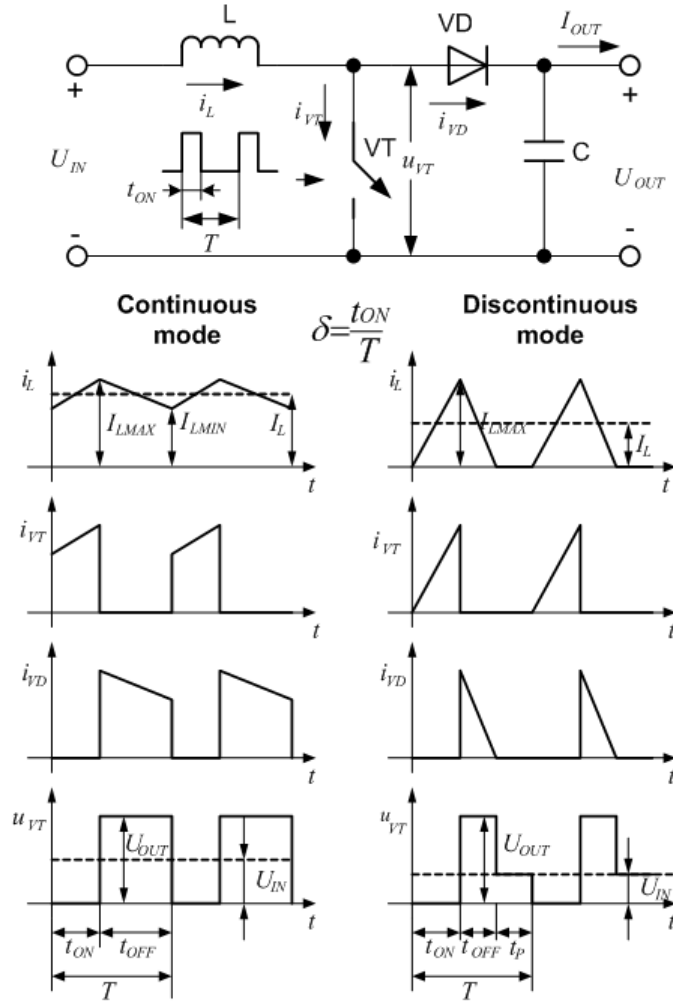 L
VD
I_OUT
+
i_L
i_VT
i_VD
+
U_IN
t_ON
T
VT
u_VT
C
U_OUT
-
-
Continuous mode
δ=t_ON/T
Discontinuous mode
i_L
I_LMAX
I_LMIN
I_L
t
i_L
I_LMAX
I_L
t
i_VT
t
i_VT
t
i_VD
t
i_VD
t
u_VT
U_OUT
U_IN
t
t_ON
t_OFF
T
u_VT
U_OUT
U_IN
t
t_ON
t_OFF
t_P
T